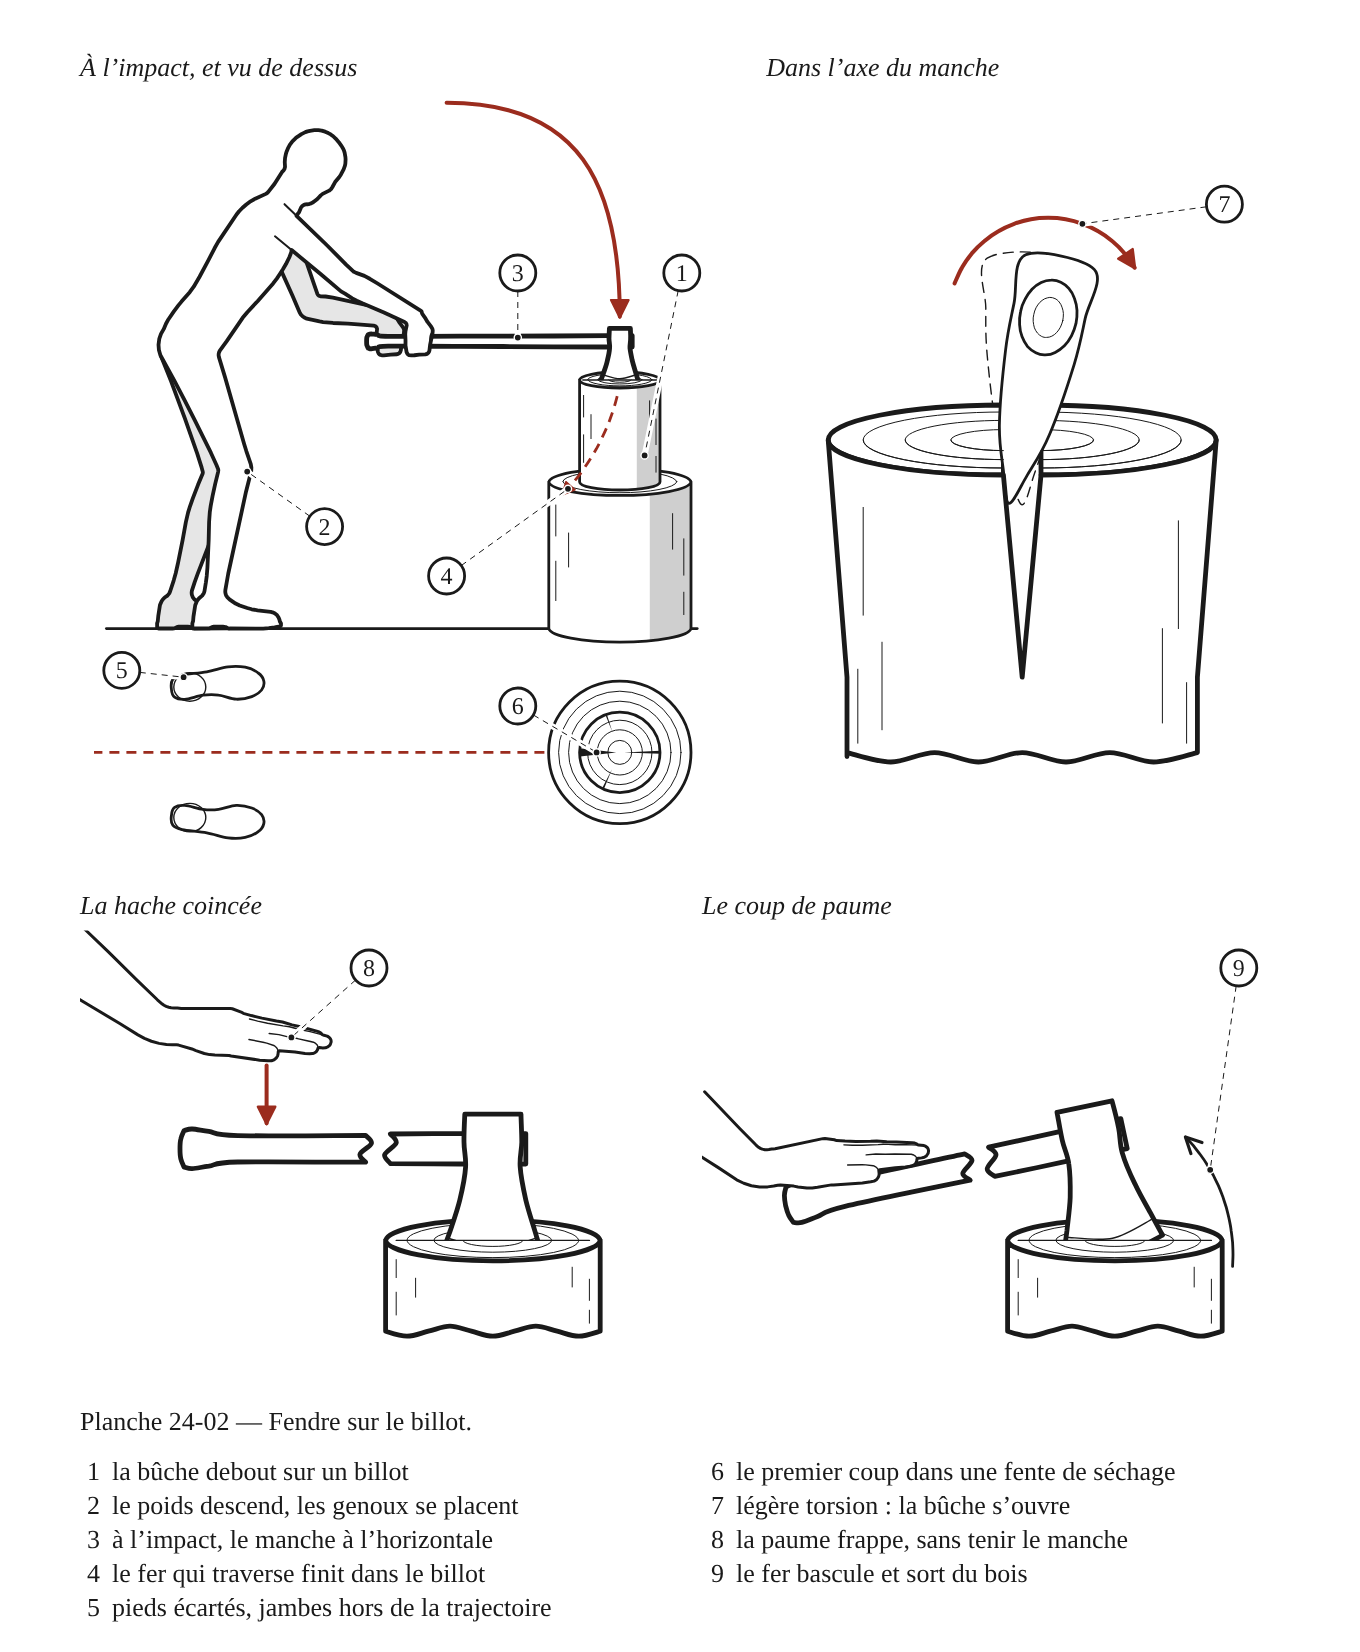 À l’impact, et vu de dessus
Dans l’axe du manche
7
3
1
2
4
5
6
La hache coincée
Le coup de paume
8
9
Planche 24-02 — Fendre sur le billot.
1 la bûche debout sur un billot
2 le poids descend, les genoux se placent
3 à l’impact, le manche à l’horizontale
4 le fer qui traverse finit dans le billot
5 pieds écartés, jambes hors de la trajectoire
6 le premier coup dans une fente de séchage
7 légère torsion : la bûche s’ouvre
8 la paume frappe, sans tenir le manche
9 le fer bascule et sort du bois